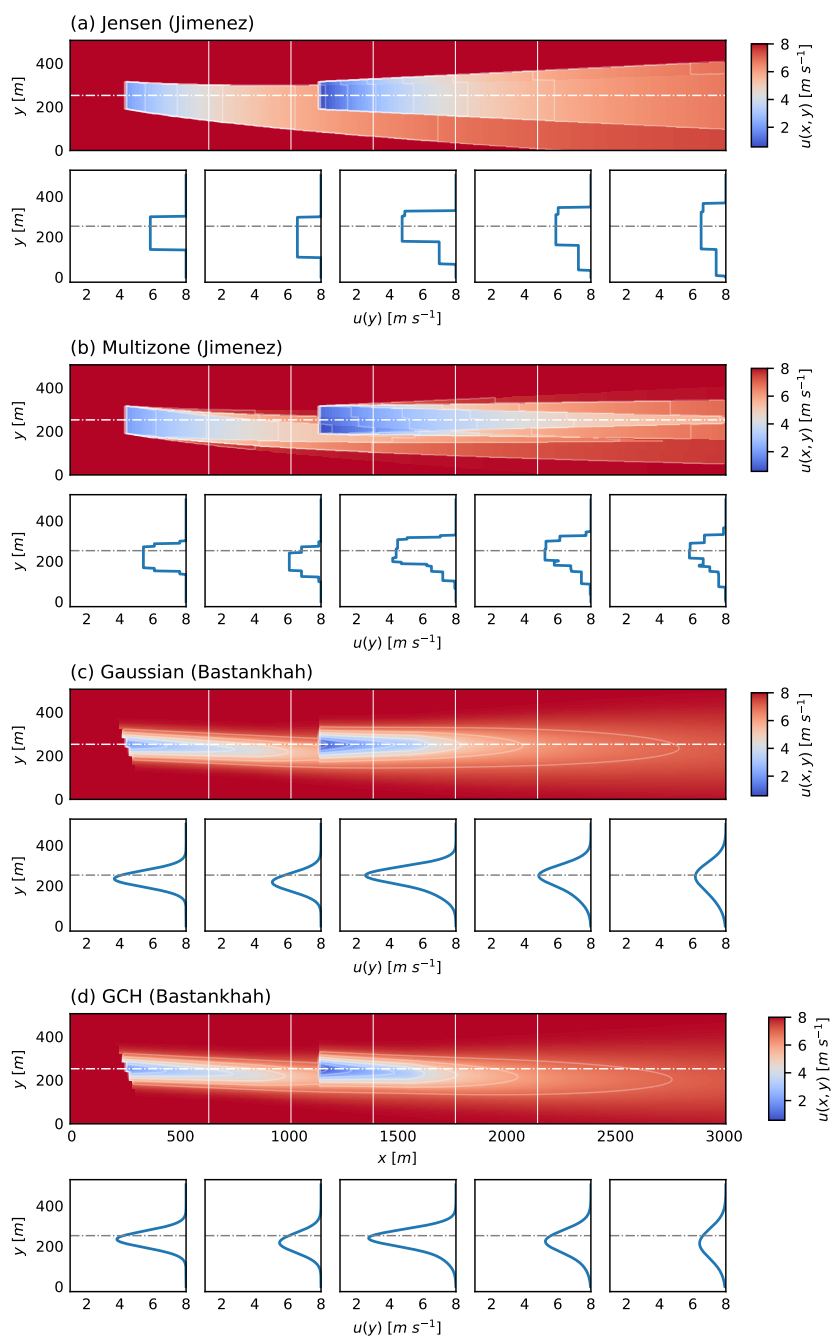 (a) Jensen (Jimenez)
400
200
0
y [m]
8
6
4
2
u(x, y) [m s⁻¹]
400
200
0
y [m]
2 4 6 8 2 4 6 8 2 4 6 8 2 4 6 8 2 4 6 8
u(y) [m s⁻¹]
(b) Multizone (Jimenez)
400
200
0
y [m]
8
6
4
2
u(x, y) [m s⁻¹]
400
200
0
y [m]
2 4 6 8 2 4 6 8 2 4 6 8 2 4 6 8 2 4 6 8
u(y) [m s⁻¹]
(c) Gaussian (Bastankhah)
400
200
0
y [m]
8
6
4
2
u(x, y) [m s⁻¹]
400
200
0
y [m]
2 4 6 8 2 4 6 8 2 4 6 8 2 4 6 8 2 4 6 8
u(y) [m s⁻¹]
(d) GCH (Bastankhah)
400
200
0
y [m]
8
6
4
2
u(x, y) [m s⁻¹]
0 500 1000 1500 2000 2500 3000
x [m]
400
200
0
y [m]
2 4 6 8 2 4 6 8 2 4 6 8 2 4 6 8 2 4 6 8
u(y) [m s⁻¹]